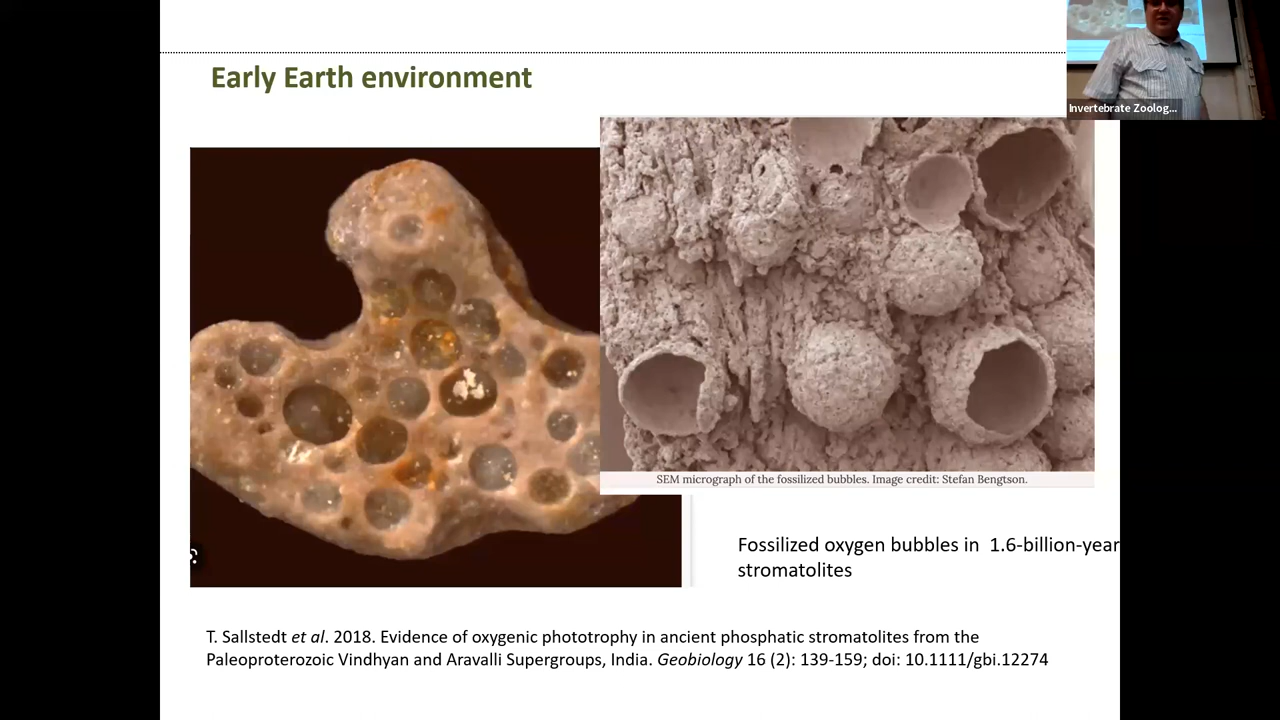 Early Earth environment
Invertebrate Zoolog...
SEM micrograph of the fossilized bubbles. Image credit: Stefan Bengtson.
Fossilized oxygen bubbles in 1.6-billion-year
stromatolites
T. Sallstedt et al. 2018. Evidence of oxygenic phototrophy in ancient phosphatic stromatolites from the
Paleoproterozoic Vindhyan and Aravalli Supergroups, India. Geobiology 16 (2): 139-159; doi: 10.1111/gbi.12274